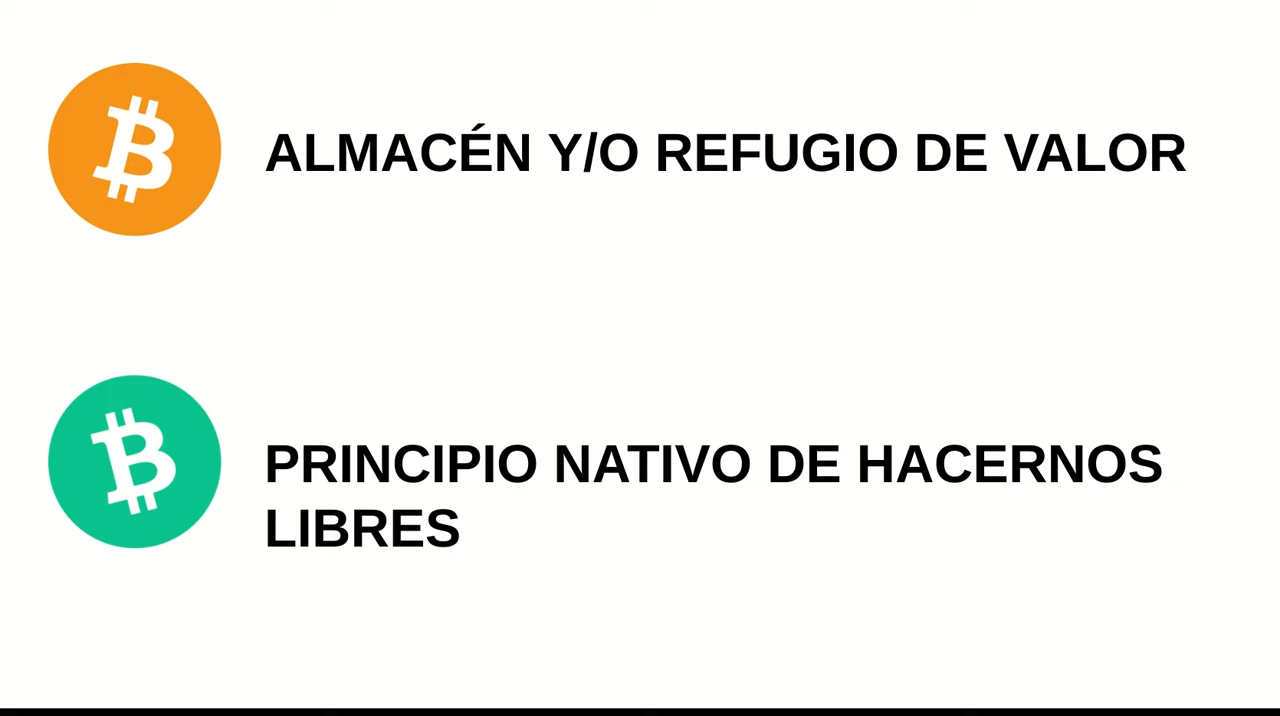 ALMACÉN Y/O REFUGIO DE VALOR
PRINCIPIO NATIVO DE HACERNOS
LIBRES